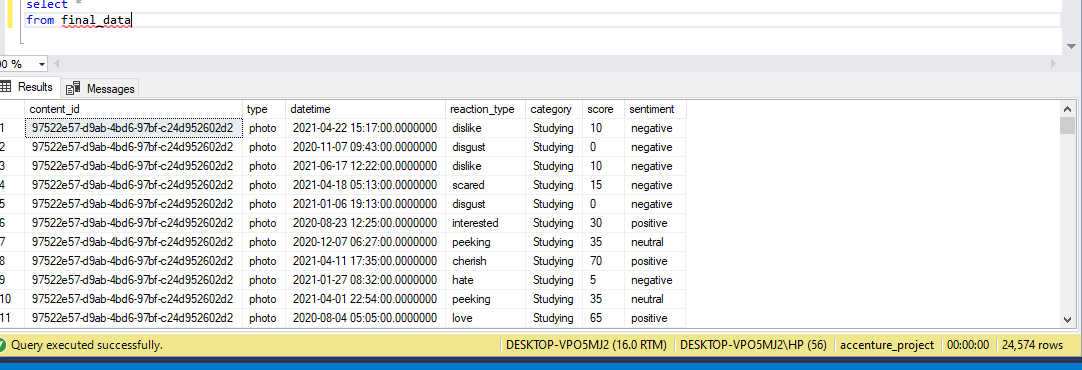 select *
from final_data
00 %
Results Messages
content_id type datetime reaction_type category score sentiment
1 97522e57-d9ab-4bd6-97bf-c24d952602d2 photo 2021-04-22 15:17:00.0000000 dislike Studying 10 negative
2 97522e57-d9ab-4bd6-97bf-c24d952602d2 photo 2020-11-07 09:43:00.0000000 disgust Studying 0 negative
3 97522e57-d9ab-4bd6-97bf-c24d952602d2 photo 2021-06-17 12:22:00.0000000 dislike Studying 10 negative
4 97522e57-d9ab-4bd6-97bf-c24d952602d2 photo 2021-04-18 05:13:00.0000000 scared Studying 15 negative
5 97522e57-d9ab-4bd6-97bf-c24d952602d2 photo 2021-01-06 19:13:00.0000000 disgust Studying 0 negative
6 97522e57-d9ab-4bd6-97bf-c24d952602d2 photo 2020-08-23 12:25:00.0000000 interested Studying 30 positive
7 97522e57-d9ab-4bd6-97bf-c24d952602d2 photo 2020-12-07 06:27:00.0000000 peeking Studying 35 neutral
8 97522e57-d9ab-4bd6-97bf-c24d952602d2 photo 2021-04-11 17:35:00.0000000 cherish Studying 70 positive
9 97522e57-d9ab-4bd6-97bf-c24d952602d2 photo 2021-01-27 08:32:00.0000000 hate Studying 5 negative
10 97522e57-d9ab-4bd6-97bf-c24d952602d2 photo 2021-04-01 22:54:00.0000000 peeking Studying 35 neutral
11 97522e57-d9ab-4bd6-97bf-c24d952602d2 photo 2020-08-04 05:05:00.0000000 love Studying 65 positive
Query executed successfully. DESKTOP-VPO5MJ2 (16.0 RTM) DESKTOP-VPO5MJ2\HP (56) accenture_project 00:00:00 24,574 rows